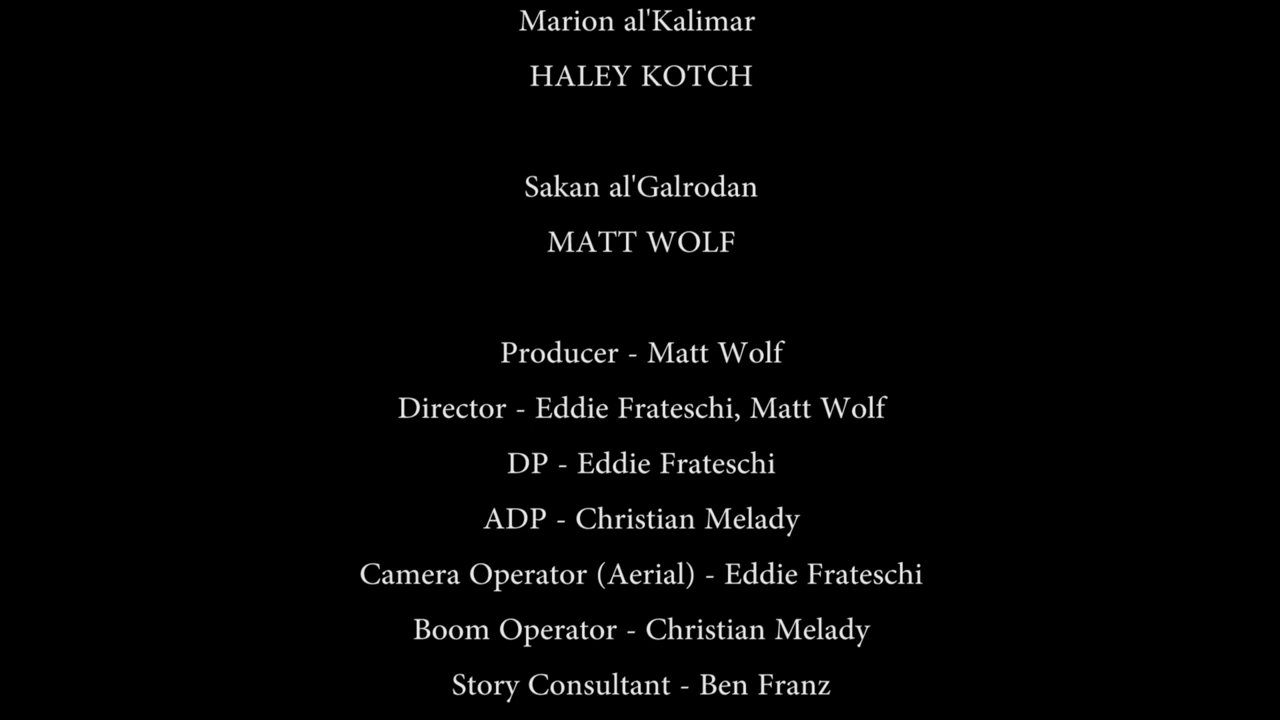 Marion al'Kalimar
HALEY KOTCH
Sakan al'Galrodan
MATT WOLF
Producer - Matt Wolf
Director - Eddie Frateschi, Matt Wolf
DP - Eddie Frateschi
ADP - Christian Melady
Camera Operator (Aerial) - Eddie Frateschi
Boom Operator - Christian Melady
Story Consultant - Ben Franz